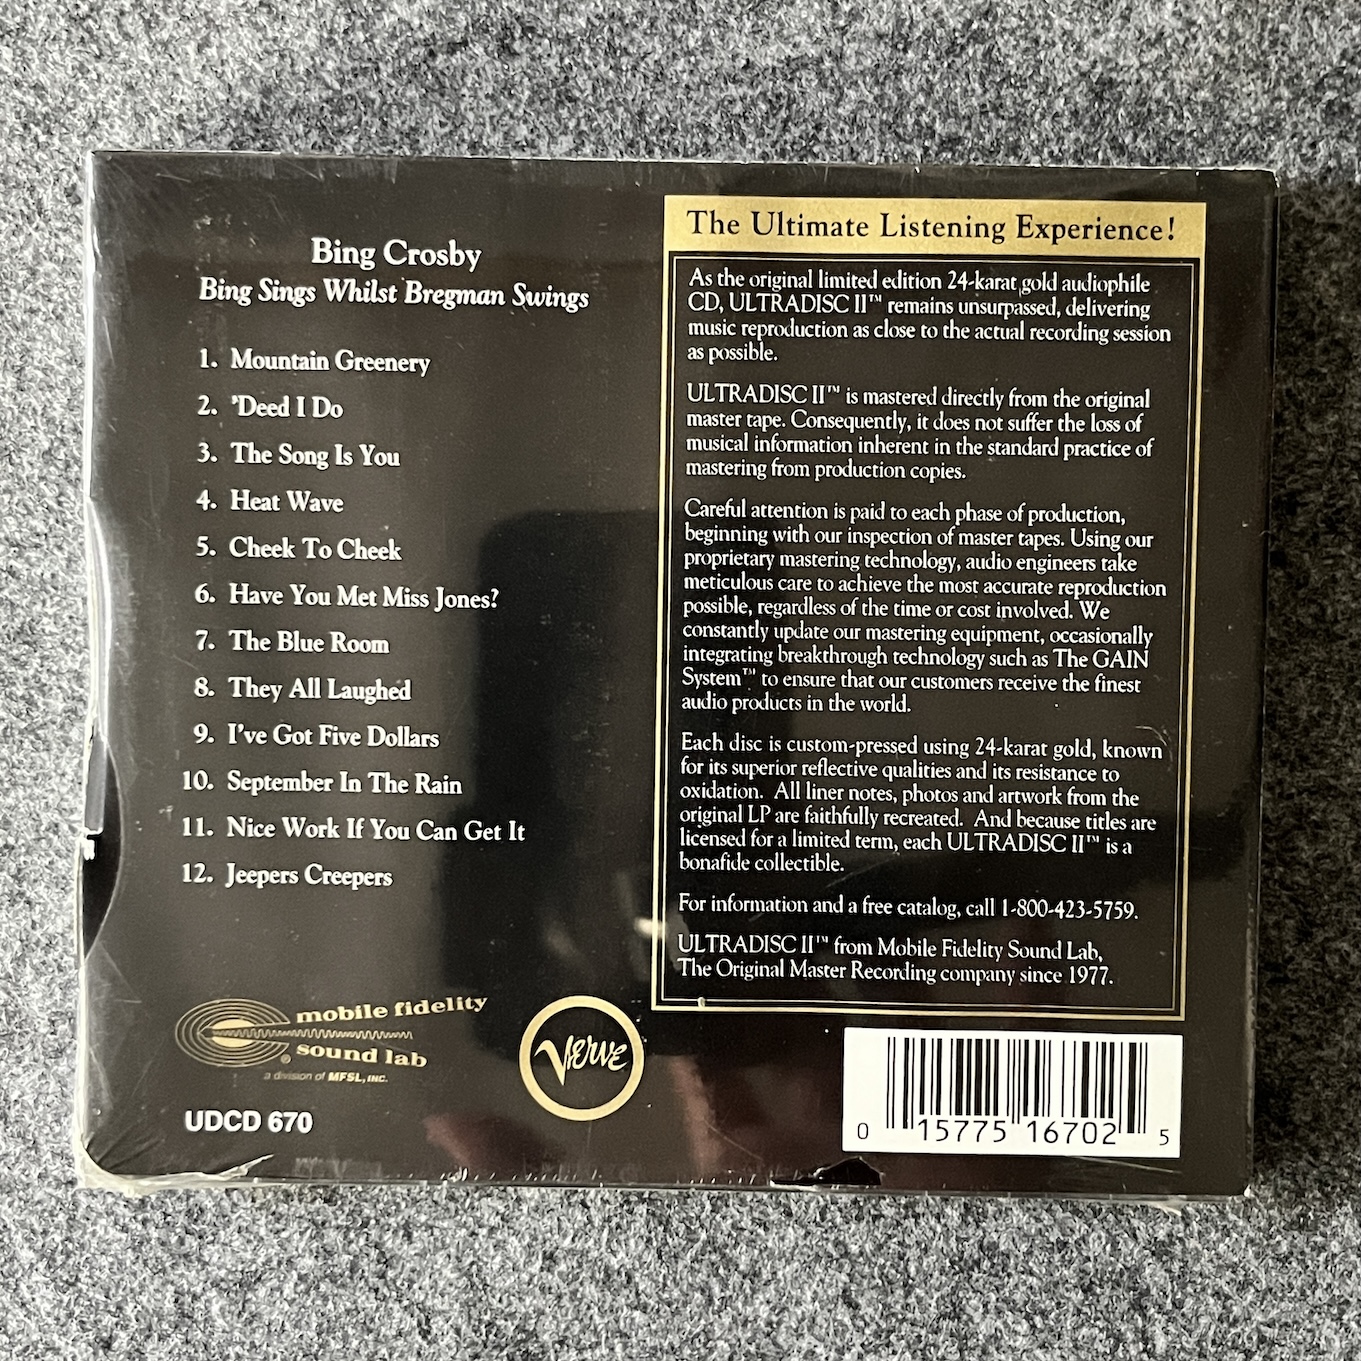 Bing Crosby
Bing Sings Whilst Bregman Swings
1. Mountain Greenery
2. 'Deed I Do
3. The Song Is You
4. Heat Wave
5. Cheek To Cheek
6. Have You Met Miss Jones?
7. The Blue Room
8. They All Laughed
9. I've Got Five Dollars
10. September In The Rain
11. Nice Work If You Can Get It
12. Jeepers Creepers
The Ultimate Listening Experience!
As the original limited edition 24-karat gold audiophile
CD, ULTRADISC II™ remains unsurpassed, delivering
music reproduction as close to the actual recording session
as possible.
ULTRADISC II™ is mastered directly from the original
master tape. Consequently, it does not suffer the loss of
musical information inherent in the standard practice of
mastering from production copies.
Careful attention is paid to each phase of production,
beginning with our inspection of master tapes. Using our
proprietary mastering technology, audio engineers take
meticulous care to achieve the most accurate reproduction
possible, regardless of the time or cost involved. We
constantly update our mastering equipment, occasionally
integrating breakthrough technology such as The GAIN
System™ to ensure that our customers receive the finest
audio products in the world.
Each disc is custom-pressed using 24-karat gold, known
for its superior reflective qualities and its resistance to
oxidation. All liner notes, photos and artwork from the
original LP are faithfully recreated. And because titles are
licensed for a limited term, each ULTRADISC II™ is a
bonafide collectible.
For information and a free catalog, call 1-800-423-5759.
ULTRADISC II™ from Mobile Fidelity Sound Lab,
The Original Master Recording company since 1977.
mobile fidelity
® sound lab
a division of MFSL, INC.
UDCD 670
Verve
0 15775 16702 5